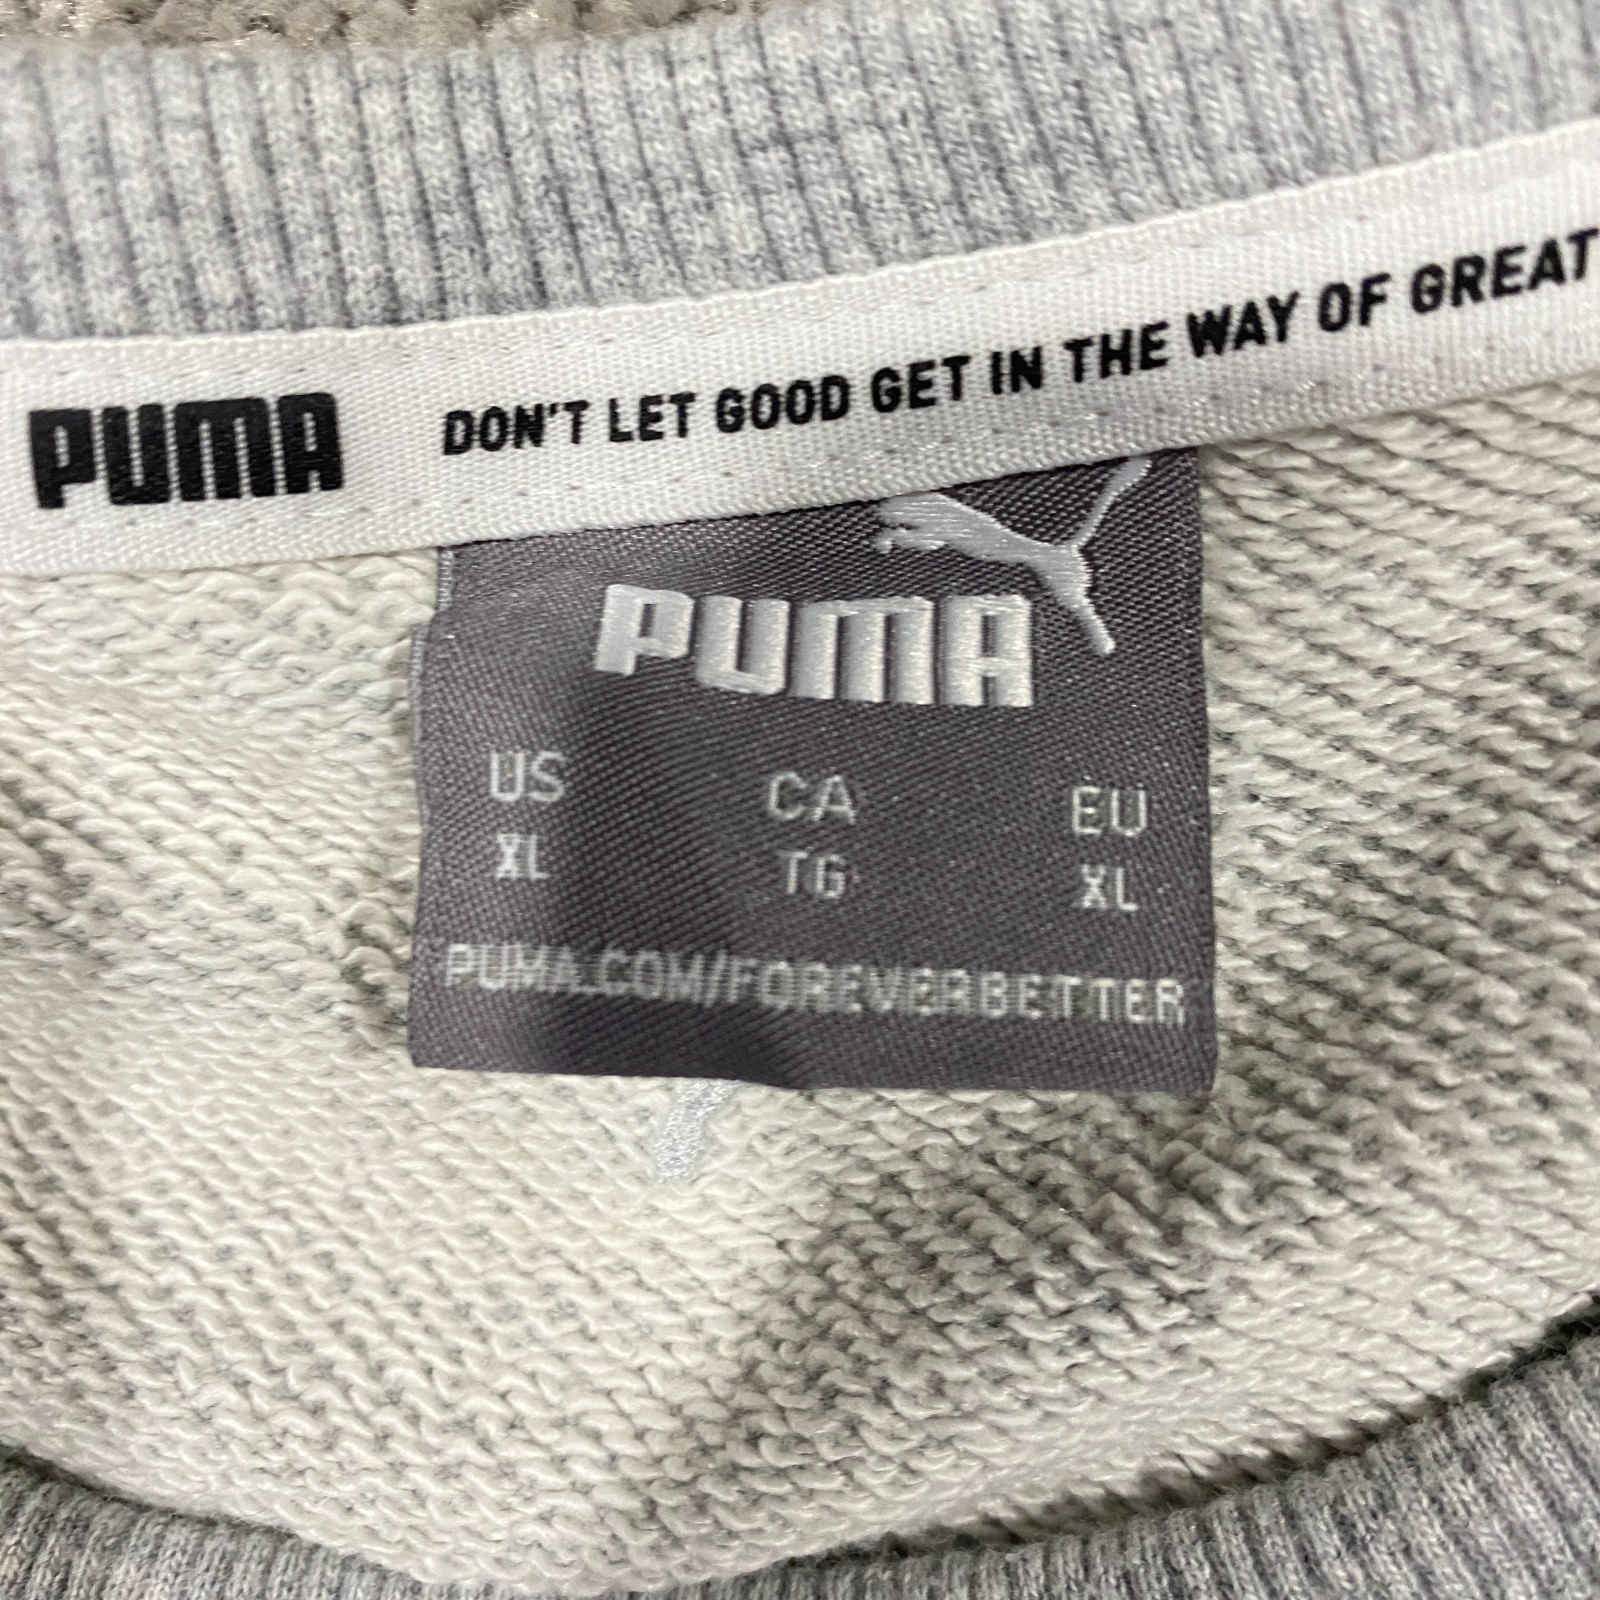 PUMA DON'T LET GOOD GET IN THE WAY OF GREAT
PUMA
US CA EU
XL TG XL
PUMA.COM/FOREVERBETTER